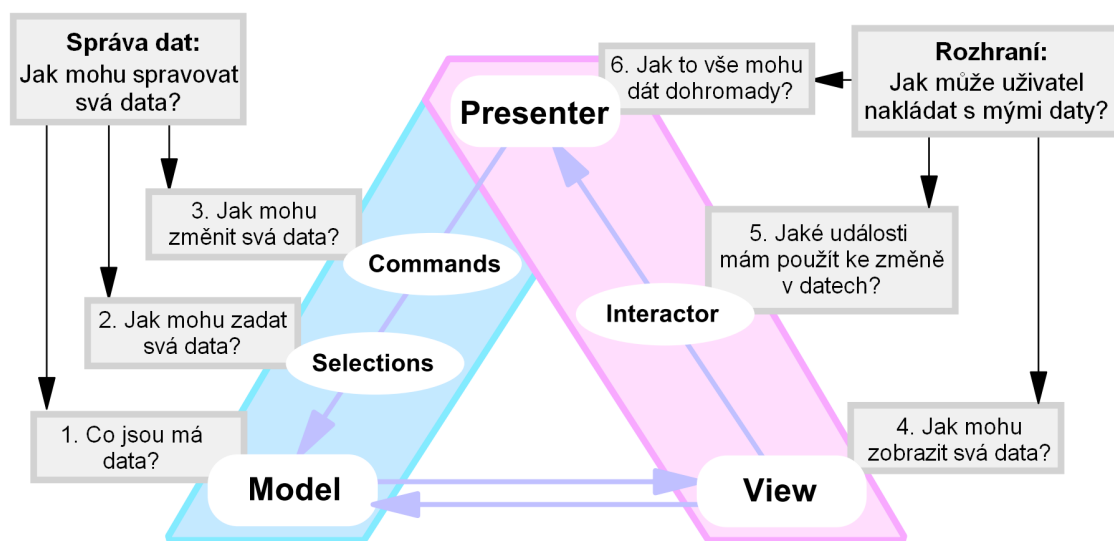 Správa dat:
Jak mohu spravovat
svá data?
6. Jak to vše mohu
dát dohromady?
Rozhraní:
Jak může uživatel
nakládat s mými daty?
Presenter
3. Jak mohu
změnit svá data?
5. Jaké události
mám použít ke změně
v datech?
Commands
2. Jak mohu zadat
svá data?
Interactor
Selections
1. Co jsou má
data?
4. Jak mohu
zobrazit svá data?
Model
View